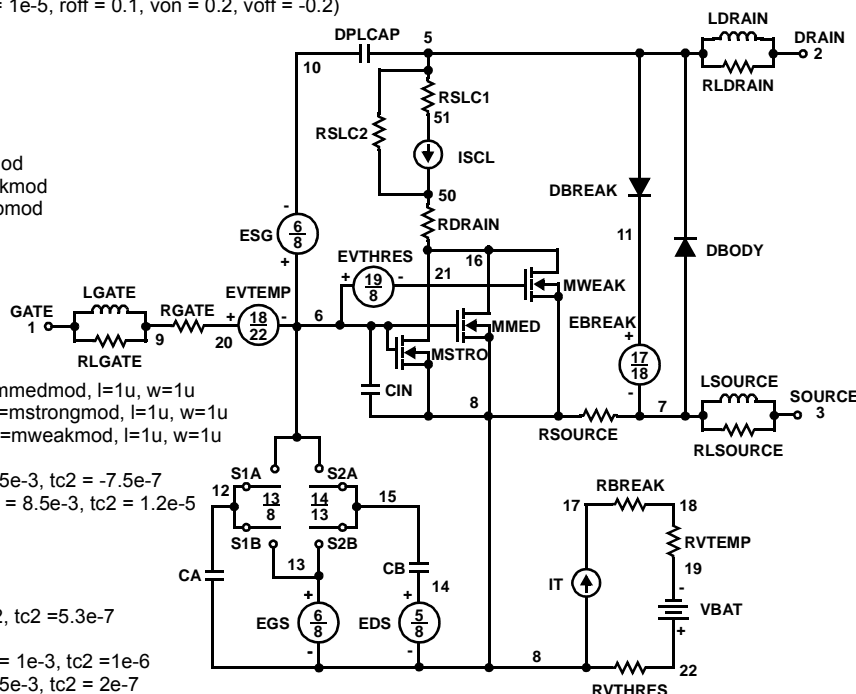 = 1e-5, roff = 0.1, von = 0.2, voff = -0.2)
LDRAIN
DPLCAP 5 DRAIN
2
10
RLDRAIN
RSLC1
51
RSLC2
ISCL
od
kmod
omod
50
DBREAK
-
RDRAIN
ESG 6
8
11
EVTHRES
+ 16
+ 19
8 - 21
DBODY
MWEAK
LGATE EVTEMP
GATE
1 RGATE + 18
22 - 6
MMED
EBREAK
9 20
+
MSTRO
17
18
RLGATE
-
LSOURCE
mmedmod, l=1u, w=1u
CIN
8 7 SOURCE
3
=mstrongmod, l=1u, w=1u
=mweakmod, l=1u, w=1u
RSOURCE
RLSOURCE
5e-3, tc2 = -7.5e-7
S1A S2A
12 13
8 14
13 15
RBREAK
= 8.5e-3, tc2 = 1.2e-5
17 18
S1B S2B
RVTEMP
13
CA CB
19
14
IT -
VBAT
+ +
EGS 6
8 EDS 5
8
+
2, tc2 =5.3e-7
- -
8
22
= 1e-3, tc2 =1e-6
5e-3, tc2 = 2e-7
RVTHRES